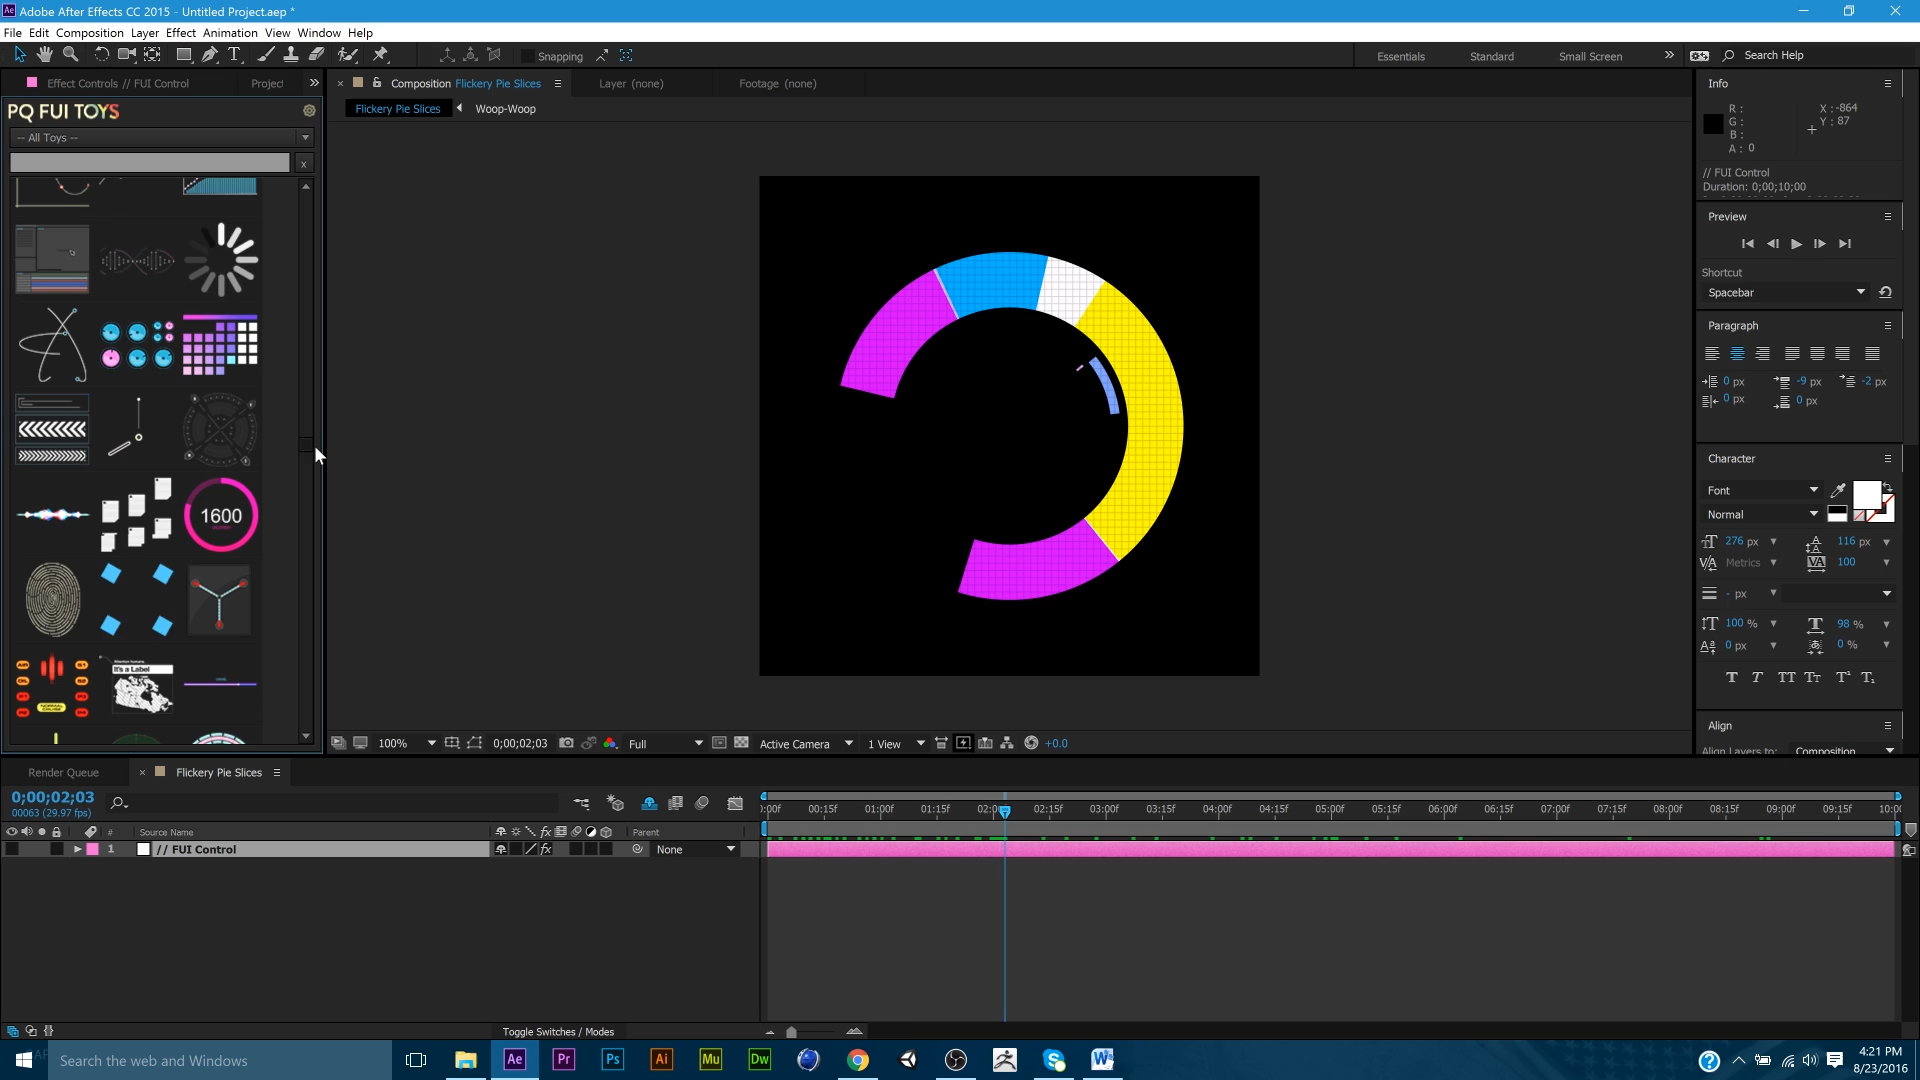 Adobe After Effects CC 2015 - Untitled Project.aep *
File Edit Composition Layer Effect Animation View Window Help
Snapping
Essentials Standard Small Screen
Search Help
Effect Controls // FUI Control Project
Composition Flickery Pie Slices
Layer (none)
Footage (none)
Flickery Pie Slices Woop-Woop
PQ FUI TOYS
-- All Toys --
x
1600
It's a Label
Info
R :
G :
B :
A : 0
X : -864
Y : 87
// FUI Control
Duration: 0;00;10;00
Preview
Shortcut
Spacebar
Paragraph
0 px -9 px -2 px
0 px 0 px
Character
Font
Normal
276 px 116 px
Metrics 100
- px
100 % 98 %
0 px 0 %
Align
Align Layers to: Composition
100% 0;00;02;03 Full Active Camera 1 View +0.0
Render Queue
Flickery Pie Slices
0;00;02;03
00063 (29.97 fps)
# Source Name Parent
1 // FUI Control None
00:15f 01:00f 01:15f 02:15f 03:00f 03:15f 04:00f 04:15f 05:00f 05:15f 06:00f 06:15f 07:00f 07:15f 08:00f 08:15f 09:00f 09:15f
Toggle Switches / Modes
Search the web and Windows
Ae Pr Ps Ai Mu Dw
4:21 PM
8/23/2016